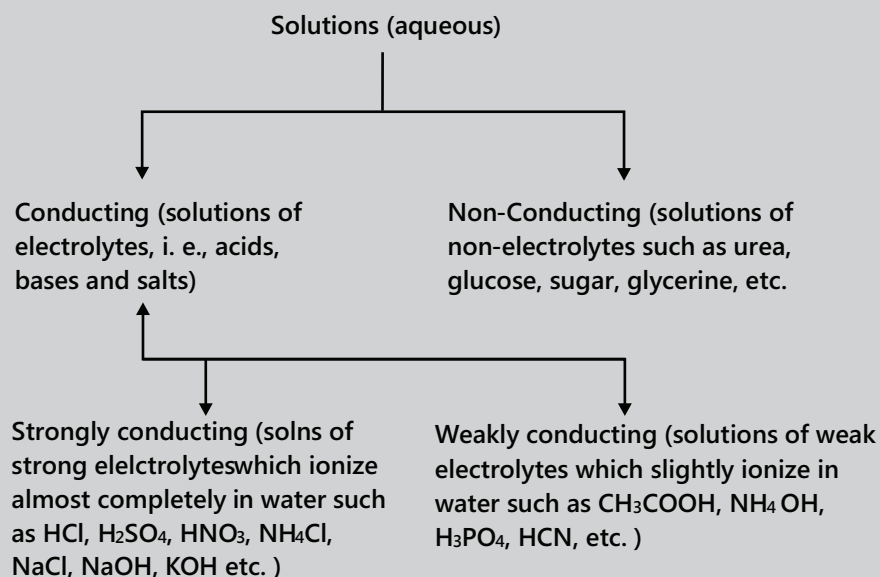 Solutions (aqueous)
Conducting (solutions of
electrolytes, i. e., acids,
bases and salts)
Non-Conducting (solutions of
non-electrolytes such as urea,
glucose, sugar, glycerine, etc.
Strongly conducting (solns of
strong elelctrolyteswhich ionize
almost completely in water such
as HCl, H₂SO₄, HNO₃, NH₄Cl,
NaCl, NaOH, KOH etc. )
Weakly conducting (solutions of weak
electrolytes which slightly ionize in
water such as CH₃COOH, NH₄ OH,
H₃PO₄, HCN, etc. )